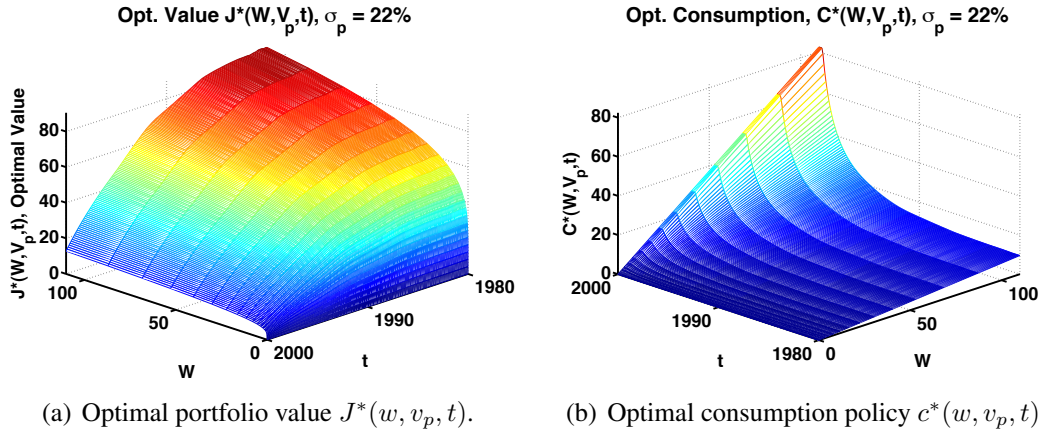 Opt. Value J*(W,V_p,t), σ_p = 22%
J*(W,V_p,t), Optimal Value
80
60
40
20
0
100
50
0
W
2000
1990
1980
t
(a) Optimal portfolio value J*(w, v_p, t).
Opt. Consumption, C*(W,V_p,t), σ_p = 22%
C*(W,V_p,t)
80
60
40
20
0
2000
1990
1980
t
0
50
100
W
(b) Optimal consumption policy c*(w, v_p, t)